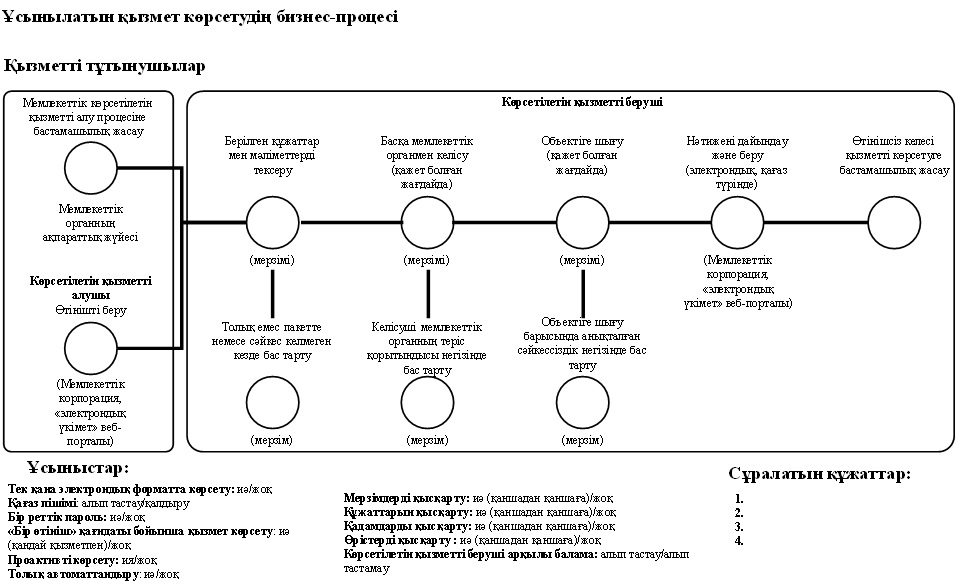 Ұсынылатын қызмет көрсетудің бизнес-процесі
Қызметті тұтынушылар
Мемлекеттік көрсетілетін
қызметті алу процесіне
бастамашылық жасау
Мемлекеттік
органның
ақпараттық жүйесі
Көрсетілетін қызметті
алушы
Өтінішті беру
(Мемлекеттік
корпорация,
«электрондық
үкімет» веб-
порталы)
Көрсетілетін қызметті беруші
Берілген құжаттар
мен мәліметтерді
тексеру
(мерзімі)
Басқа мемлекеттік
органмен келісу
(қажет болған
жағдайда)
(мерзімі)
Объектіге шығу
(қажет болған
жағдайда)
(мерзімі)
Нәтижені дайындау
және беру
(электрондық, қағаз
түрінде)
(Мемлекеттік
корпорация,
«электрондық
үкімет» веб-порталы)
Өтінішсіз келесі
қызметті көрсетуге
бастамашылық жасау
Толық емес пакетте
немесе сәйкес келмеген
кезде бас тарту
(мерзім)
Келісуші мемлекеттік
органның теріс
қорытындысы негізінде
бас тарту
(мерзім)
Объектіге шығу
барысында анықталған
сәйкессіздік негізінде бас
тарту
(мерзім)
Ұсыныстар:
Тек қана электрондық форматта көрсету: иә/жоқ
Қағаз пішімі: алып тастау/қалдыру
Бір реттік пароль: иә/жоқ
«Бір өтініш» қағидаты бойынша қызмет көрсету: иә
(қандай қызметпен)/жоқ
Проактивті көрсету: ия/жоқ
Толық автоматтандыру: иә/жоқ
Мерзімдерді қысқарту: иә (қаншадан қаншаға)/жоқ
Құжаттарын қысқарту: иә (қаншадан қаншаға)/жоқ
Қадамдарды қысқарту: иә (қаншадан қаншаға)/жоқ
Өрістерді қысқарту : иә (қаншадан қаншаға)/жоқ
Көрсетілетін қызметті беруші арқылы балама: алып тастау/алып
тастамау
Сұралатын құжаттар:
1.
2.
3.
4.